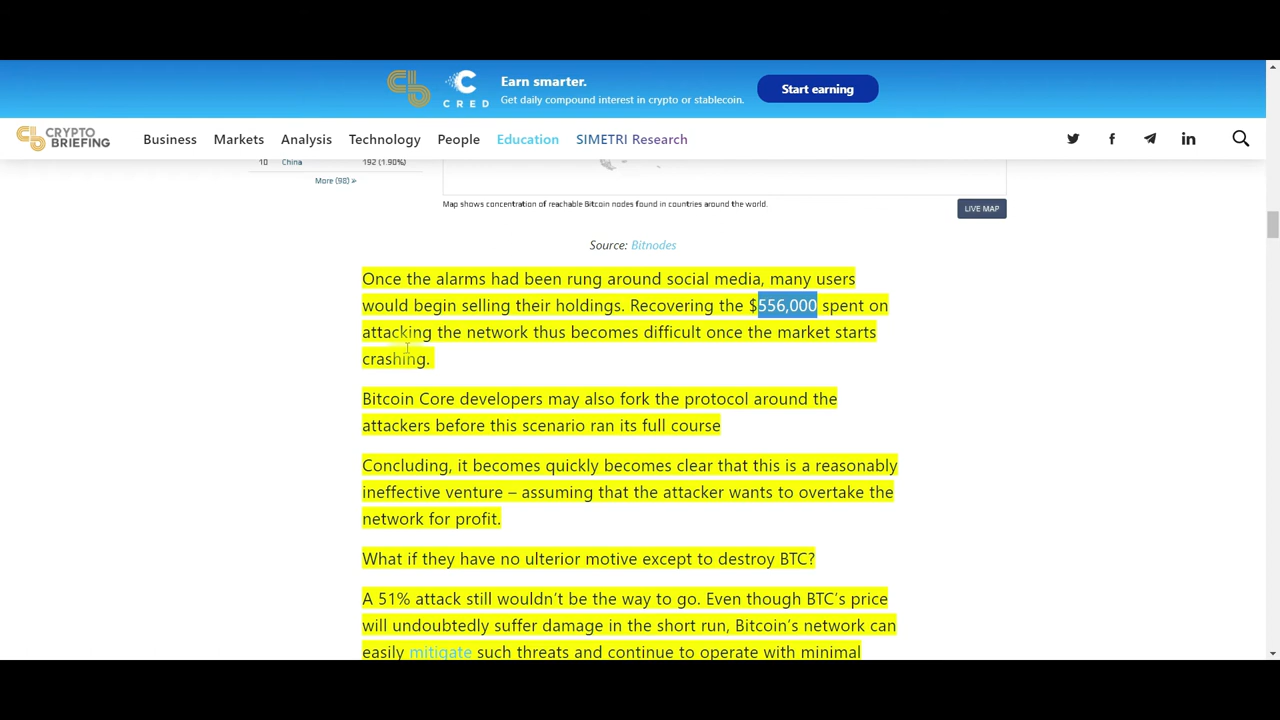 Earn smarter.
Get daily compound interest in crypto or stablecoin.
CRED
Start earning
CRYPTO
BRIEFING
Business Markets Analysis Technology People Education SIMETRI Research
10 China 192 (1.90%)
More (98) »
Map shows concentration of reachable Bitcoin nodes found in countries around the world.
LIVE MAP
Source: Bitnodes
Once the alarms had been rung around social media, many users
would begin selling their holdings. Recovering the $556,000 spent on
attacking the network thus becomes difficult once the market starts
crashing.
Bitcoin Core developers may also fork the protocol around the
attackers before this scenario ran its full course
Concluding, it becomes quickly becomes clear that this is a reasonably
ineffective venture – assuming that the attacker wants to overtake the
network for profit.
What if they have no ulterior motive except to destroy BTC?
A 51% attack still wouldn't be the way to go. Even though BTC's price
will undoubtedly suffer damage in the short run, Bitcoin's network can
easily mitigate such threats and continue to operate with minimal